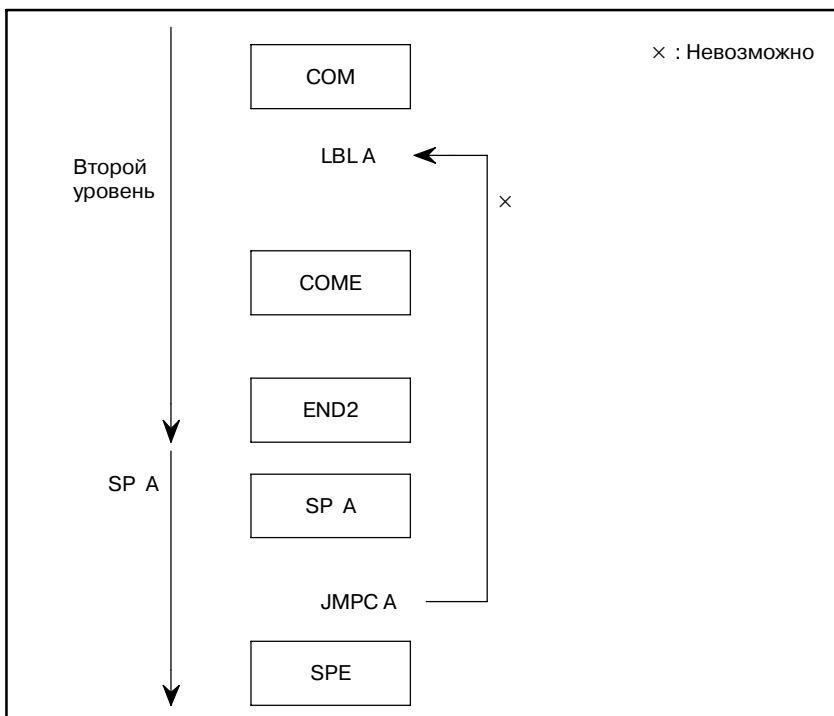 × : Невозможно
COM
LBL A
Второй
уровень
×
COME
END2
SP A
SP A
JMPC A
SPE